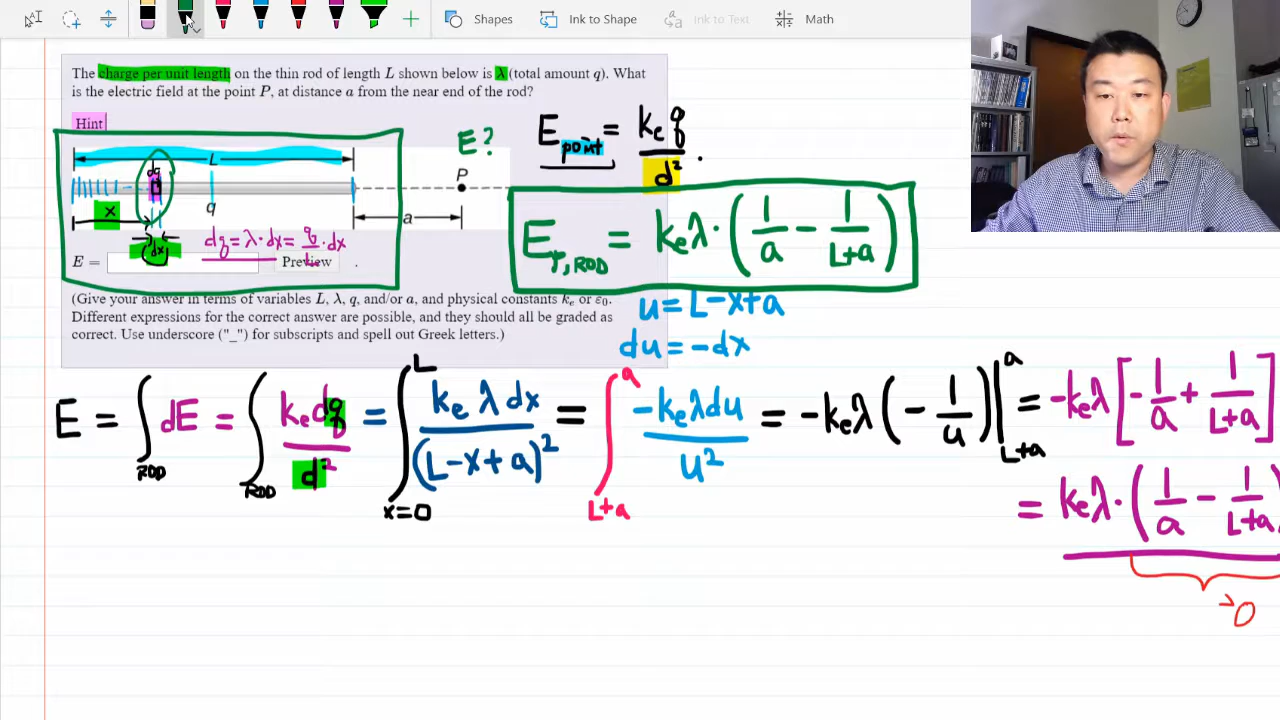 Shapes
Ink to Shape
Ink to Text
Math
The charge per unit length on the thin rod of length L shown below is λ (total amount q). What
is the electric field at the point P, at distance a from the near end of the rod?
Hint
L
dq
x
dx
q
dq = λ·dx = q/L · dx
E?
P
a
E =
Preview
.
(Give your answer in terms of variables L, λ, q, and/or a, and physical constants k_e or ε₀.
Different expressions for the correct answer are possible, and they should all be graded as
correct. Use underscore ("_") for subscripts and spell out Greek letters.)
E_point = k_e q / d² .
E_P,ROD = k_e λ · (1/a − 1/(L+a))
u = L−x+a
du = −dx
E = ∫_ROD dE = ∫_ROD k_e dq / d² = ∫_{x=0}^{L} k_e λ dx / (L−x+a)² = ∫_{L+a}^{a} −k_e λ du / u² = −k_e λ (−1/u) |_{L+a}^{a} = −k_e λ [−1/a + 1/(L+a)]
= k_e λ · (1/a − 1/(L+a)
>0